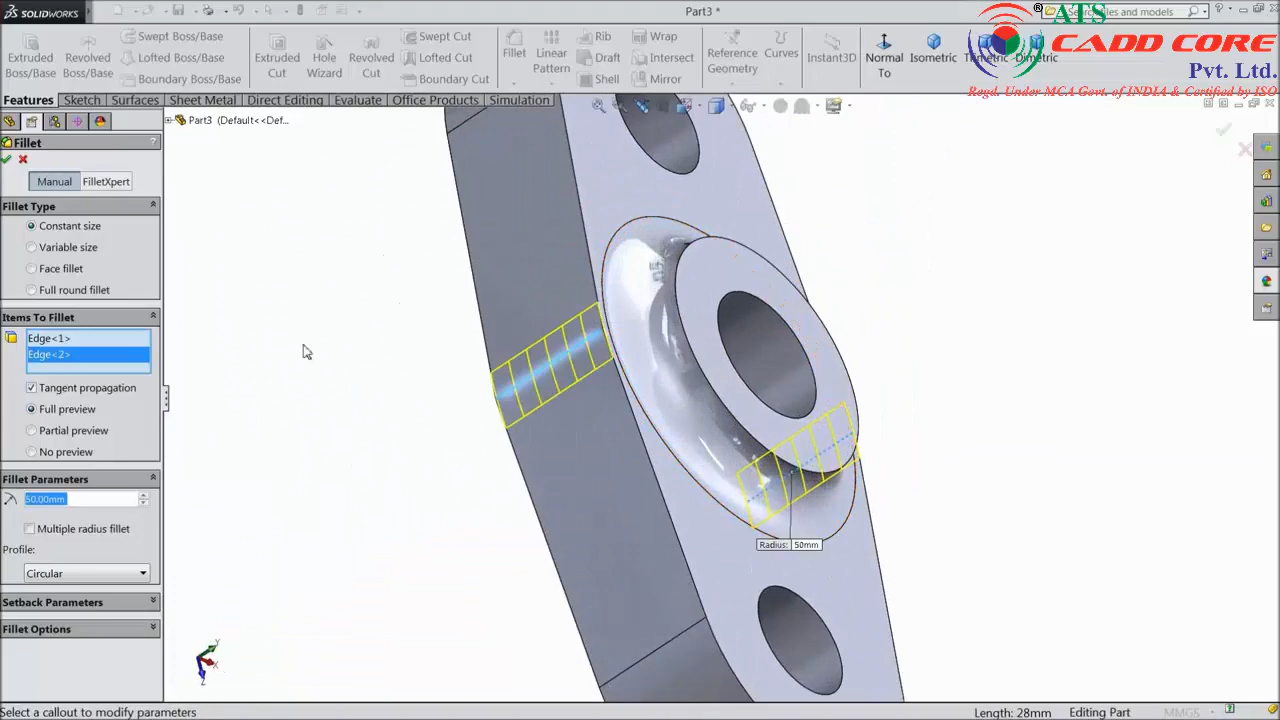 SOLIDWORKS
Part3 *
Search files and models
® ATS
CADD CORE
Pvt. Ltd.
Regd. Under MCA Govt. of INDIA & Certified by ISO
Extruded Boss/Base
Revolved Boss/Base
Swept Boss/Base
Lofted Boss/Base
Boundary Boss/Base
Extruded Cut
Hole Wizard
Revolved Cut
Swept Cut
Lofted Cut
Boundary Cut
Fillet
Linear Pattern
Rib
Draft
Shell
Wrap
Intersect
Mirror
Reference Geometry
Curves
Instant3D
Normal To
Isometric
Trimetric
Dimetric
Features Sketch Surfaces Sheet Metal Direct Editing Evaluate Office Products Simulation
Part3 (Default<<Def...
Fillet
?
Manual FilletXpert
Fillet Type
Constant size
Variable size
Face fillet
Full round fillet
Items To Fillet
Edge<1>
Edge<2>
Tangent propagation
Full preview
Partial preview
No preview
Fillet Parameters
50.00mm
Multiple radius fillet
Profile:
Circular
Setback Parameters
Fillet Options
Radius: 50mm
Y
X
Z
Select a callout to modify parameters
Length: 28mm
Editing Part
MMGS